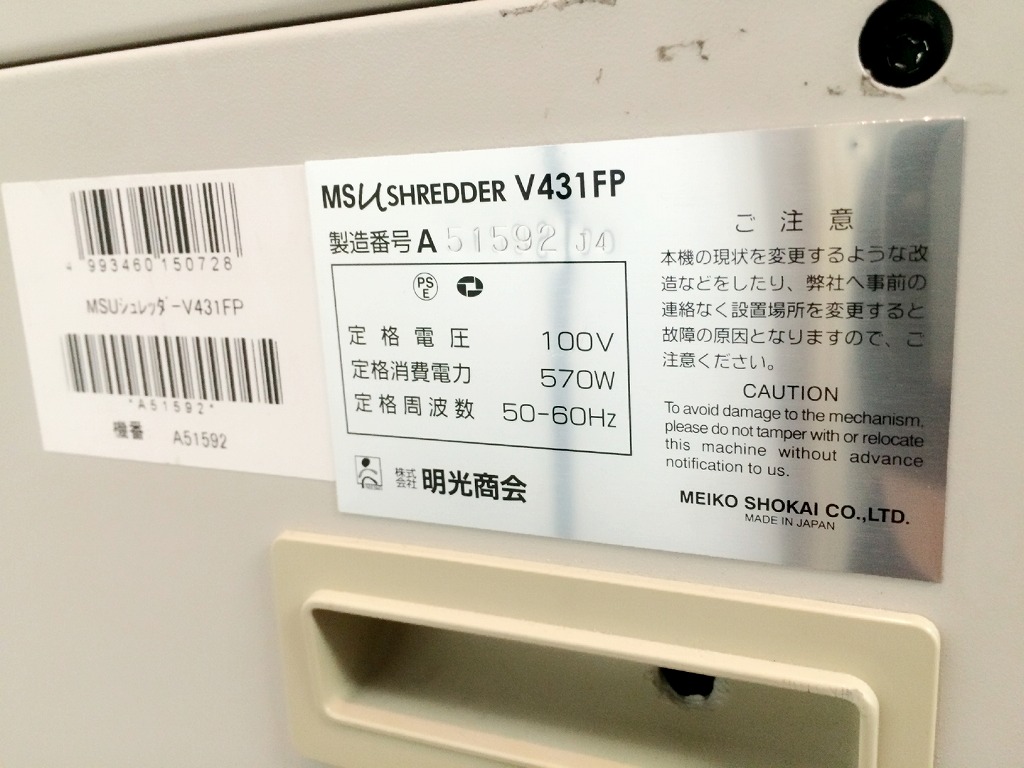 4 993460 150728
MSUシュレッダｰV431FP
*A51592*
機番 A51592
MSU SHREDDER V431FP
製造番号 A 51592 J4
PS E
定格電圧 100V
定格消費電力 570W
定格周波数 50-60Hz
株式会社 明光商会
ご注意
本機の現状を変更するような改
造などをしたり、弊社へ事前の
連絡なく設置場所を変更すると
故障の原因となりますので、ご
注意ください。
CAUTION
To avoid damage to the mechanism,
please do not tamper with or relocate
this machine without advance
notification to us.
MEIKO SHOKAI CO.,LTD.
MADE IN JAPAN